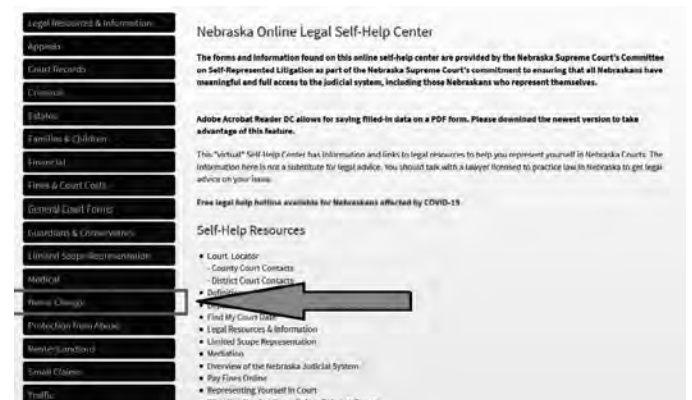 Legal Resources & Information
Appeals
Court Records
Criminal
Estates
Families & Children
Financial
Fines & Court Costs
General Court Forms
Guardians & Conservators
Limited Scope Representation
Medical
Name Change
Protection from Abuse
Small Claims
Traffic
Nebraska Online Legal Self-Help Center
The forms and information found on this online self-help center are provided by the Nebraska Supreme Court's Committee
on Self-Represented Litigation as part of the Nebraska Supreme Court's commitment to ensuring that all Nebraskans have
meaningful and full access to the judicial system, including those Nebraskans who represent themselves.
Adobe Acrobat Reader DC allows for saving filled-in data on a PDF form. Please download the newest version to take
advantage of this feature.
This "virtual" Self-Help Center has information and links to legal resources to help you represent yourself in Nebraska Courts. The
information here is not a substitute for legal advice. You should talk with a lawyer licensed to practice law in Nebraska to get legal
advice on your issue.
Free legal help hotline available for Nebraskans affected by COVID-19
Self-Help Resources
Court Locator
- County Court Contacts
- District Court Contacts
Find My Court Date
Legal Resources & Information
Limited Scope Representation
Mediation
Overview of the Nebraska Judicial System
Pay Fines Online
Representing Yourself in Court